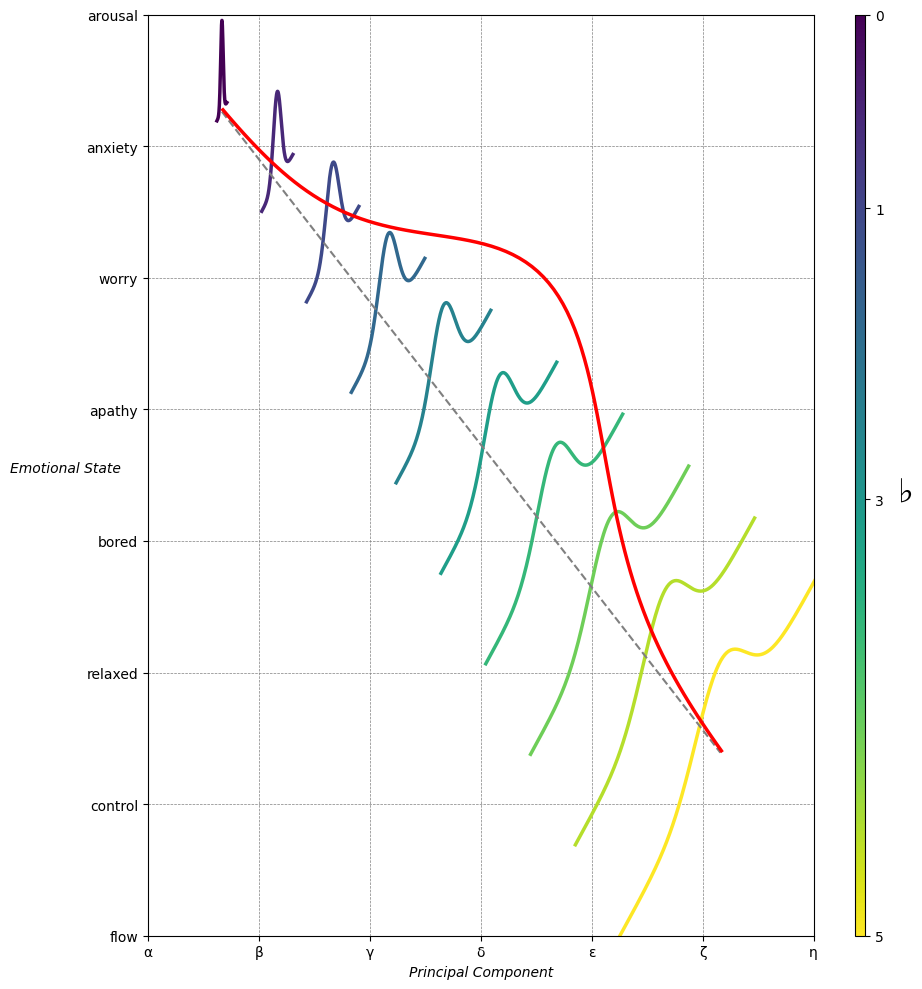 arousal
anxiety
worry
apathy
Emotional State
bored
relaxed
control
flow
α β γ δ ε ζ η
Principal Component
0
1
3
5
♭